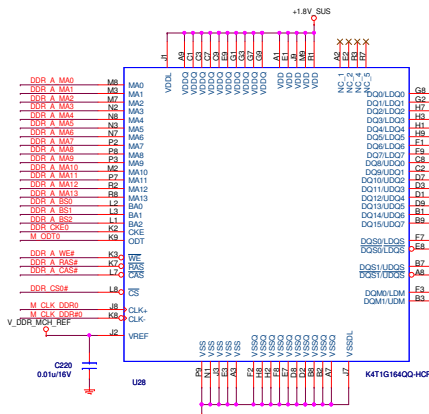 +1.8V_SUS
J1 A9 C1 C3 C7 C9 E9 G1 G3 G7 G9 A1 E1 J9 M9 R1 A2 E2 R3 R7
VDDL VDDQ VDDQ VDDQ VDDQ VDDQ VDDQ VDDQ VDDQ VDDQ VDDQ VDD VDD VDD VDD VDD NC_1 NC_2 NC_4 NC_5
DDR_A_MA0 M8 MA0 DQ0/LDQ0 G8
DDR_A_MA1 M3 MA1 DQ1/LDQ1 G2
DDR_A_MA2 M7 MA2 DQ2/LDQ2 H7
DDR_A_MA3 N2 MA3 DQ3/LDQ3 H3
DDR_A_MA4 N8 MA4 DQ4/LDQ4 H1
DDR_A_MA5 N3 MA5 DQ5/LDQ5 H9
DDR_A_MA6 N7 MA6 DQ6/LDQ6 F1
DDR_A_MA7 P2 MA7 DQ7/LDQ7 F9
DDR_A_MA8 P8 MA8 DQ8/UDQ0 C8
DDR_A_MA9 P3 MA9 DQ9/UDQ1 C2
DDR_A_MA10 M2 MA10 DQ10/UDQ2 D7
DDR_A_MA11 P7 MA11 DQ11/UDQ3 D3
DDR_A_MA12 R2 MA12 DQ12/UDQ4 D1
DDR_A_MA13 R8 MA13 DQ13/UDQ5 D9
DDR_A_BS0 L2 BA0 DQ14/UDQ6 B1
DDR_A_BS1 L3 BA1 DQ15/UDQ7 B9
DDR_A_BS2 L1 BA2
DDR_CKE0 K2 CKE
M_ODT0 K9 ODT DQS0/LDQS F7
DQS0/LDQS E8
DDR_A_WE# K3 WE
DDR_A_RAS# K7 RAS DQS1/UDQS B7
DDR_A_CAS# L7 CAS DQS1/UDQS A8
DDR_CS0# L8 CS DQM0/LDM F3
DQM1/UDM B3
M_CLK_DDR0 J8 CLK+
M_CLK_DDR#0 K8 CLK-
V_DDR_MCH_REF J2 VREF
VSS VSS VSS VSS VSS VSSQ VSSQ VSSQ VSSQ VSSQ VSSQ VSSQ VSSQ VSSQ VSSQ VSSDL
C220
0.01u/16V
U28
K4T1G164QQ-HCF
P9 N1 J3 E3 A3 F2 H8 H2 F8 E7 D8 D2 B8 B2 A7 J7